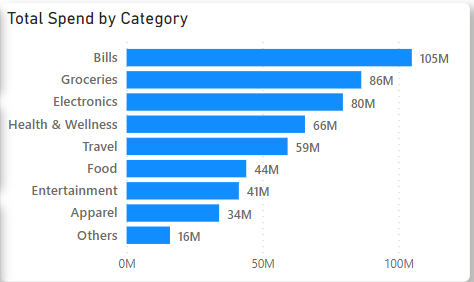 Total Spend by Category
Bills 105M
Groceries 86M
Electronics 80M
Health & Wellness 66M
Travel 59M
Food 44M
Entertainment 41M
Apparel 34M
Others 16M
0M 50M 100M